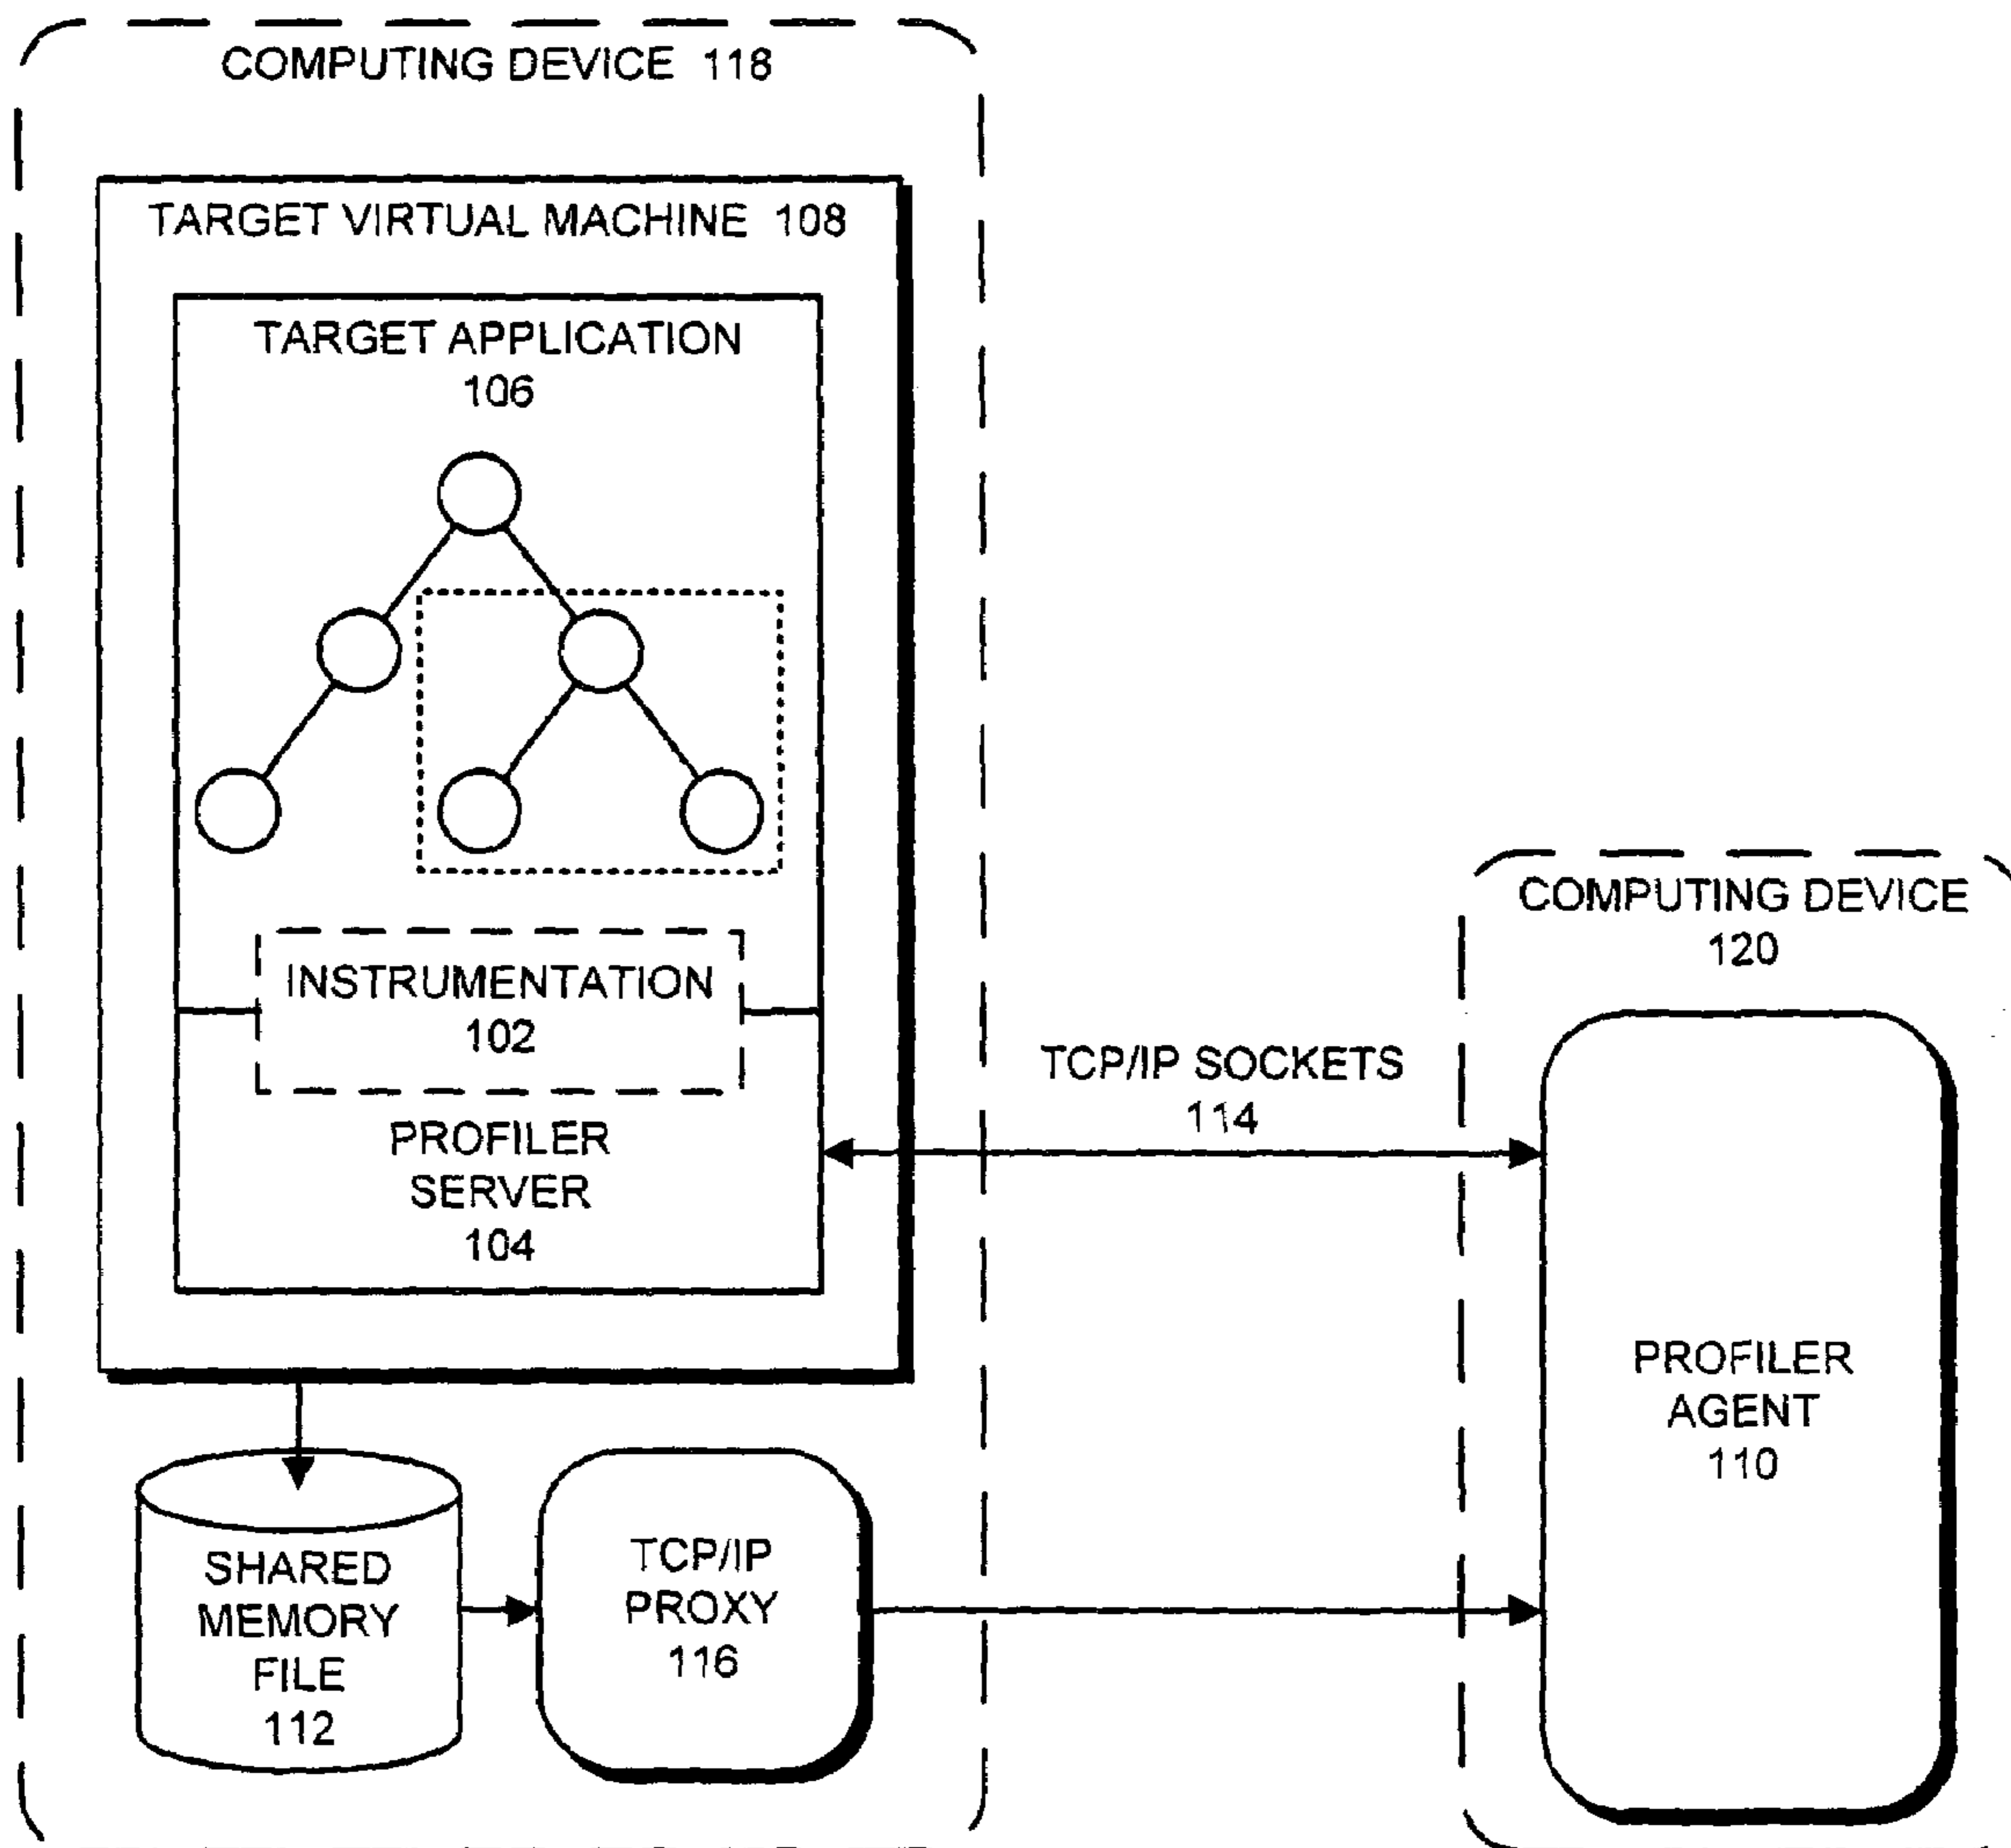 COMPUTING DEVICE 118
TARGET VIRTUAL MACHINE 108
TARGET APPLICATION
106
INSTRUMENTATION
102
PROFILER
SERVER
104
TCP/IP SOCKETS
114
COMPUTING DEVICE
120
PROFILER
AGENT
110
SHARED
MEMORY
FILE
112
TCP/IP
PROXY
116